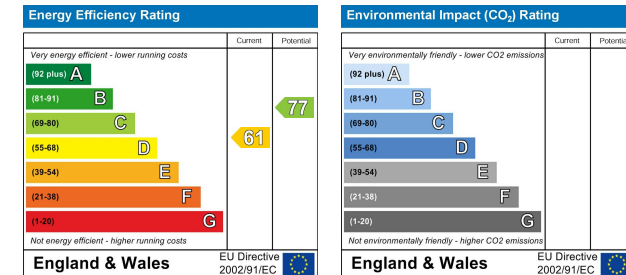 Energy Efficiency Rating
Current Potential
Very energy efficient - lower running costs
(92 plus) A
(81-91) B
(69-80) C
(55-68) D
(39-54) E
(21-38) F
(1-20) G
61
77
Not energy efficient - higher running costs
England & Wales
EU Directive
2002/91/EC
Environmental Impact (CO₂) Rating
Current Potential
Very environmentally friendly - lower CO2 emissions
(92 plus) A
(81-91) B
(69-80) C
(55-68) D
(39-54) E
(21-38) F
(1-20) G
Not environmentally friendly - higher CO2 emissions
England & Wales
EU Directive
2002/91/EC